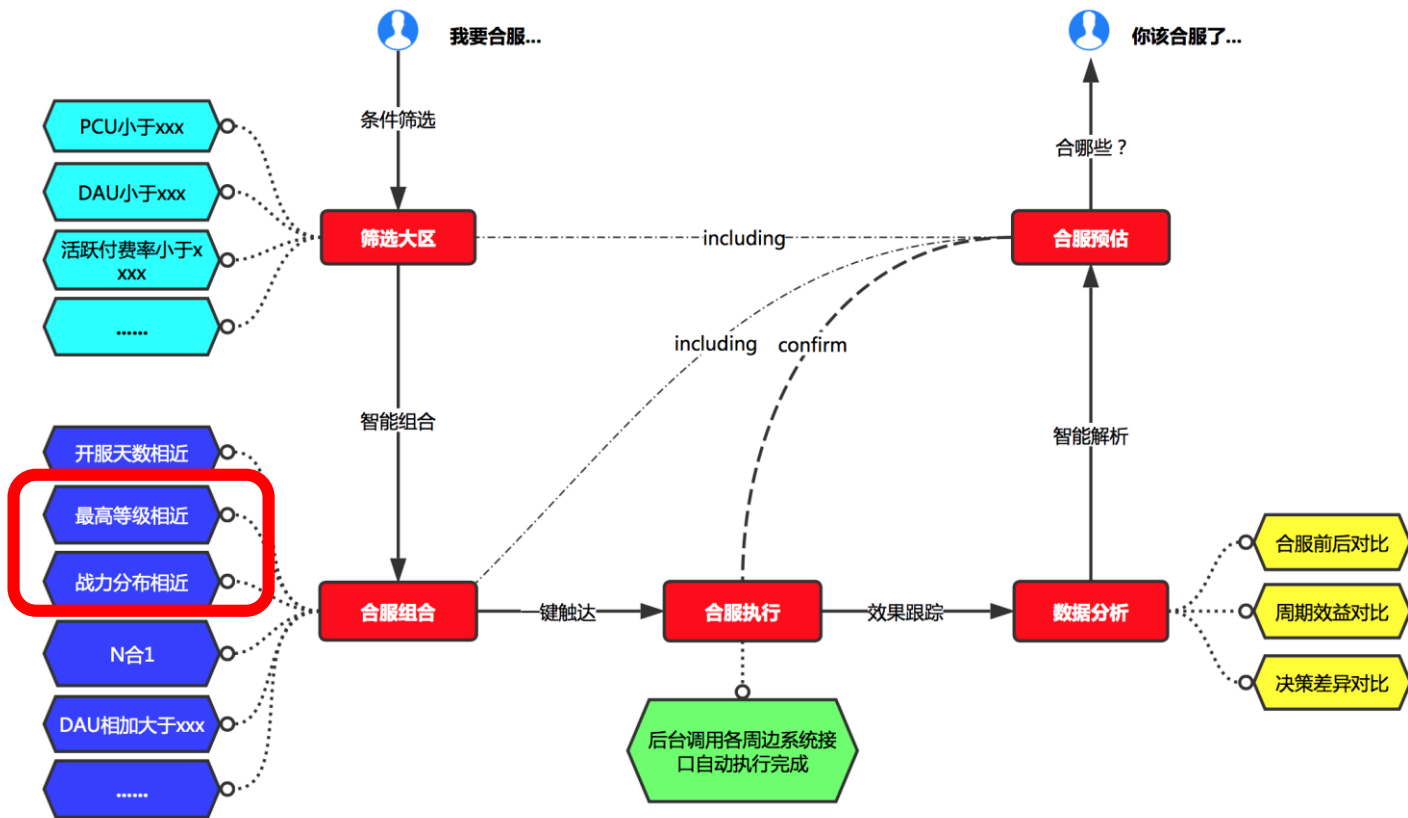 我要合服...
你该合服了...
条件筛选
合哪些？
PCU小于xxx
DAU小于xxx
活跃付费率小于x
xxx
......
筛选大区
including
合服预估
including
confirm
智能组合
智能解析
开服天数相近
最高等级相近
战力分布相近
N合1
DAU相加大于xxx
......
合服组合
一键触达
合服执行
效果跟踪
数据分析
合服前后对比
周期效益对比
决策差异对比
后台调用各周边系统接
口自动执行完成